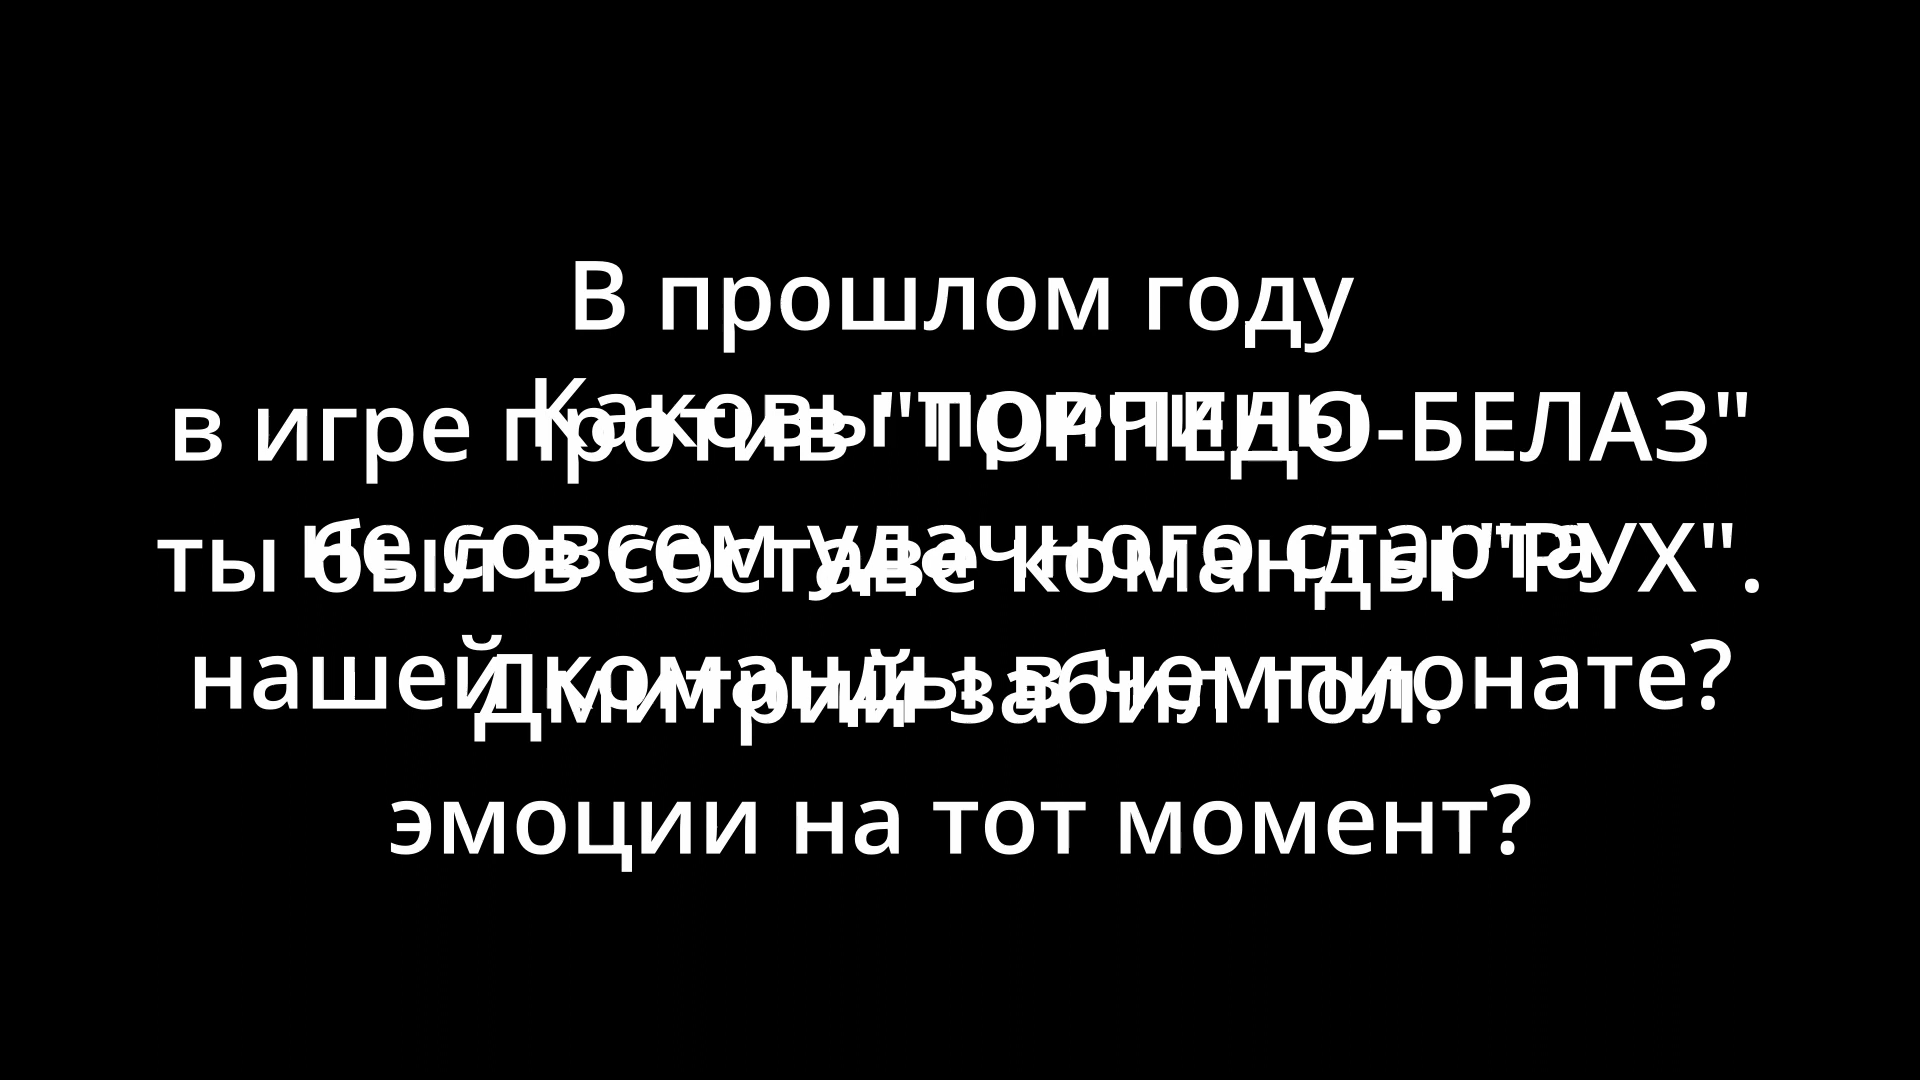 В прошлом году
в игре против "ТОРПЕДО-БЕЛАЗ"
ты был в составе команды "РУХ".
Дмитрий забил гол.
эмоции на тот момент?
Каковы причины
не совсем удачного старта
нашей команды в чемпионате?